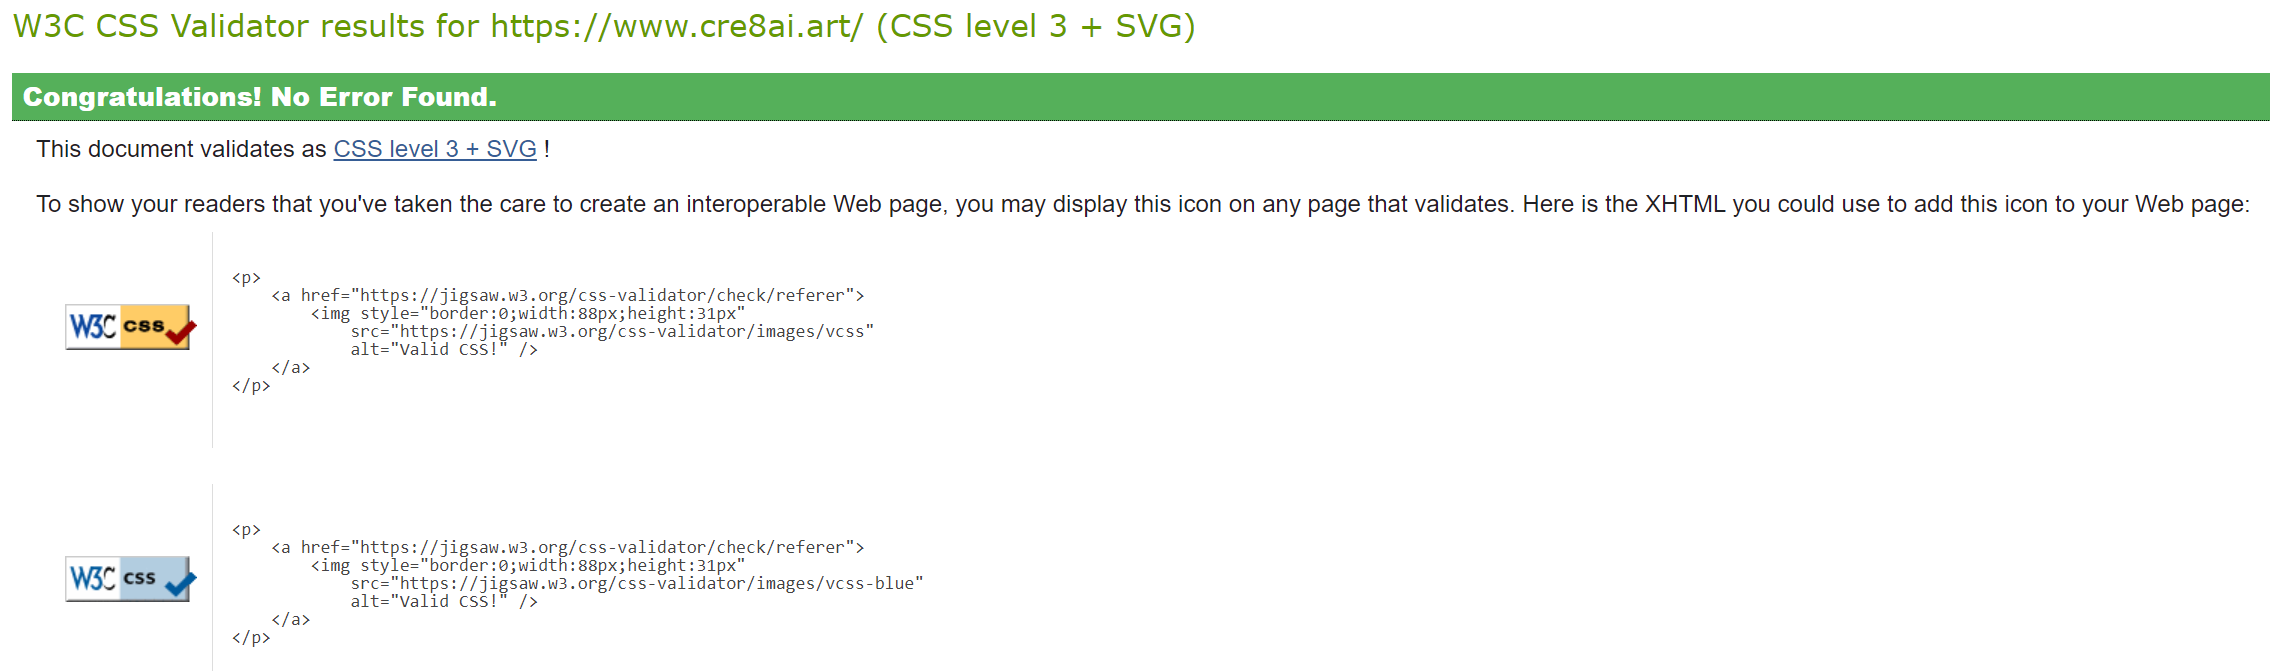 W3C CSS Validator results for https://www.cre8ai.art/ (CSS level 3 + SVG)
Congratulations! No Error Found.
This document validates as CSS level 3 + SVG !
To show your readers that you've taken the care to create an interoperable Web page, you may display this icon on any page that validates. Here is the XHTML you could use to add this icon to your Web page:
W3C css
<p>
    <a href="https://jigsaw.w3.org/css-validator/check/referer">
        <img style="border:0;width:88px;height:31px"
            src="https://jigsaw.w3.org/css-validator/images/vcss"
            alt="Valid CSS!" />
    </a>
</p>
W3C css
<p>
    <a href="https://jigsaw.w3.org/css-validator/check/referer">
        <img style="border:0;width:88px;height:31px"
            src="https://jigsaw.w3.org/css-validator/images/vcss-blue"
            alt="Valid CSS!" />
    </a>
</p>